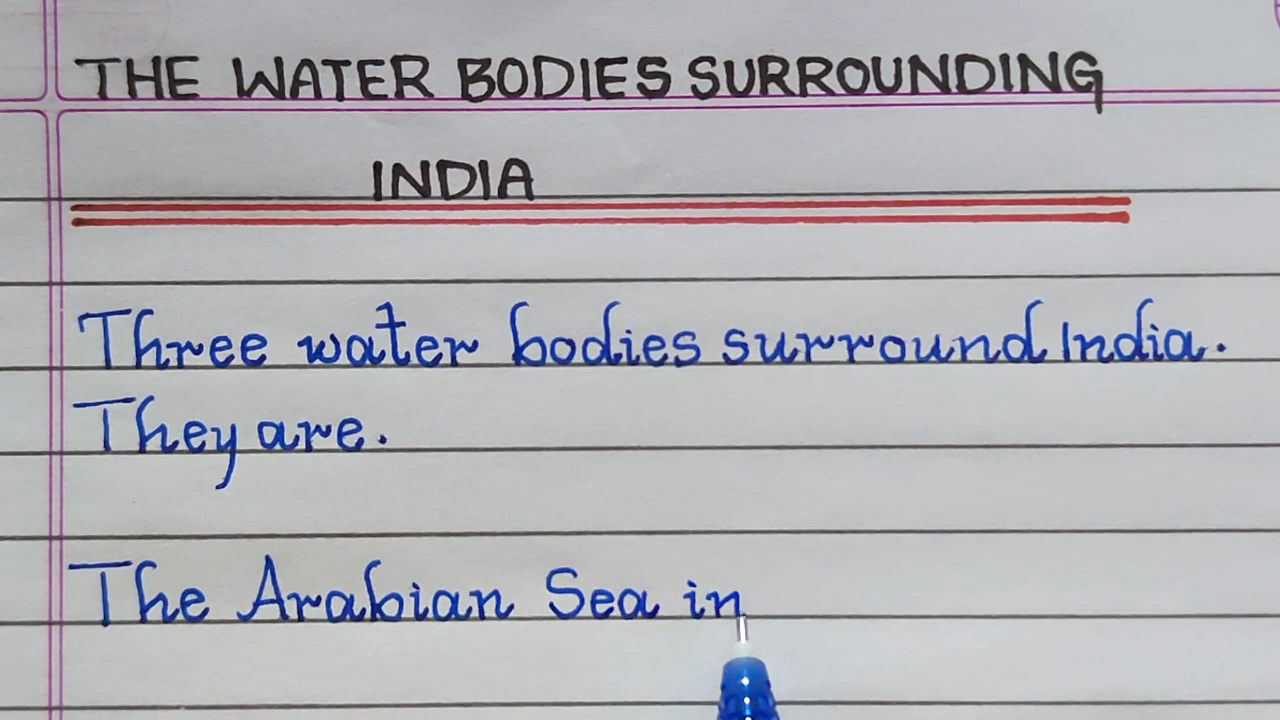 THE WATER BODIES SURROUNDING
INDIA
Three water bodies surround India.
They are.
The Arabian Sea in